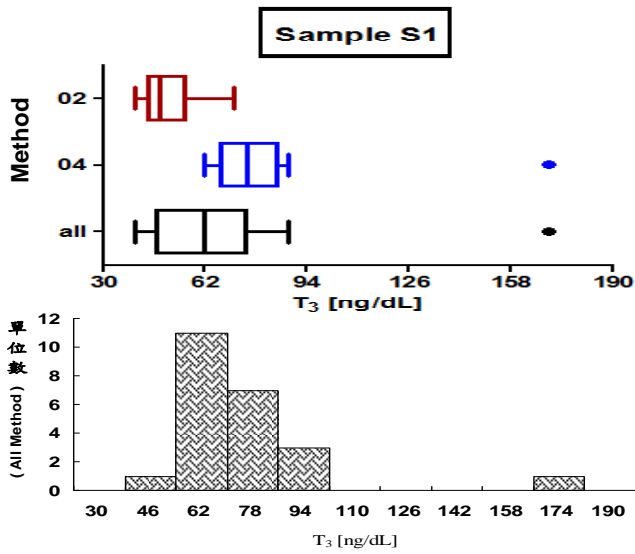 Sample S1
Method
02
04
all
30 62 94 126 158 190
T₃ [ng/dL]
單位數
( All Method )
12
10
8
6
4
2
0
30 46 62 78 94 110 126 142 158 174 190
T₃ [ng/dL]